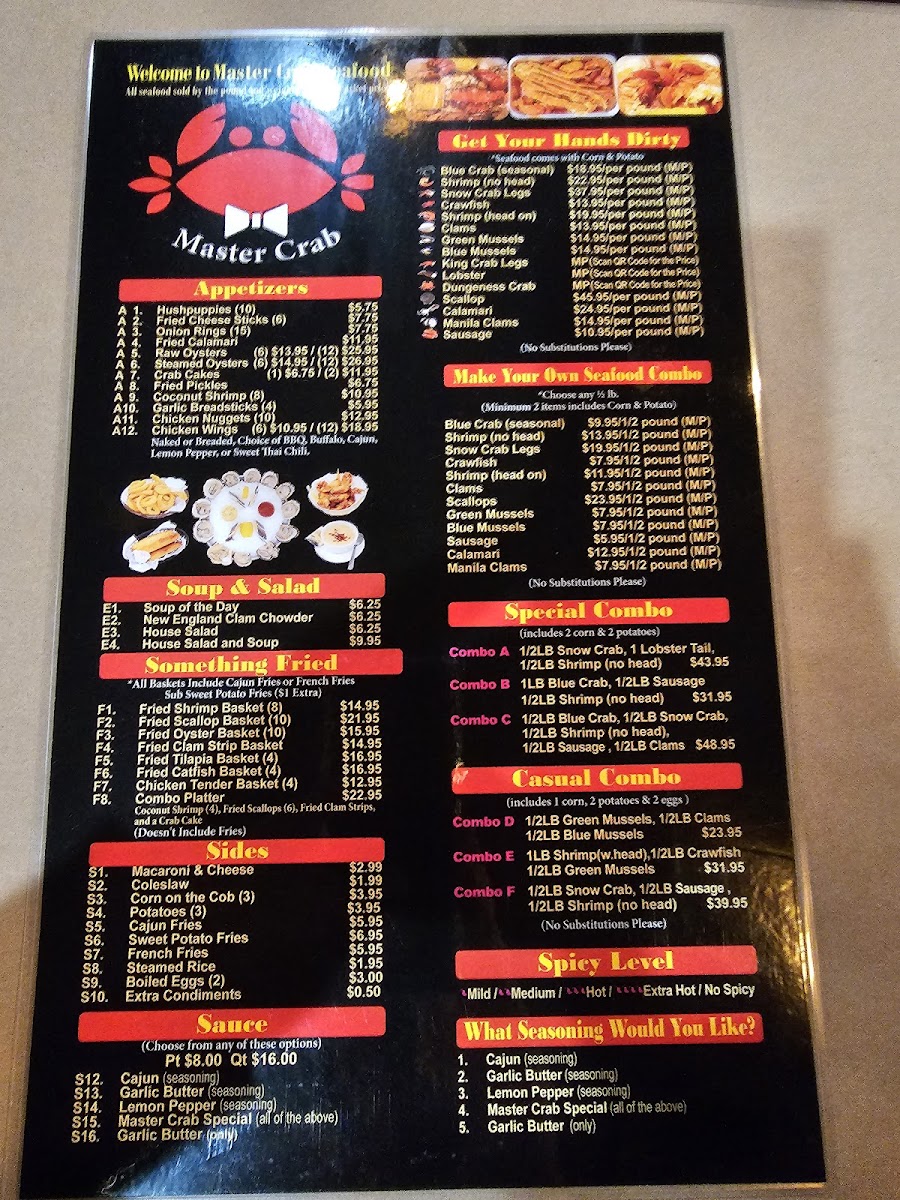 Welcome to Master Crab Seafood
All seafood sold by the pound
Master Crab
Appetizers
A 1. Hushpuppies (10) $5.75
A 2. Fried Cheese Sticks (6) $7.75
A 3. Onion Rings (15) $7.75
A 4. Fried Calamari $11.95
A 5. Raw Oysters (6) $13.95 / (12) $25.95
A 6. Steamed Oysters (6) $14.95 / (12) $26.95
A 7. Crab Cakes (1) $6.75 / (2) $11.95
A 8. Fried Pickles $6.75
A 9. Coconut Shrimp (8) $10.95
A10. Garlic Breadsticks (4) $5.95
A11. Chicken Nuggets (10) $12.95
A12. Chicken Wings (6) $10.95 / (12) $18.95
Naked or Breaded, Choice of BBQ, Buffalo, Cajun,
Lemon Pepper, or Sweet Thai Chili.
Soup & Salad
E1. Soup of the Day $6.25
E2. New England Clam Chowder $6.25
E3. House Salad $6.25
E4. House Salad and Soup $9.95
Something Fried
*All Baskets Include Cajun Fries or French Fries
Sub Sweet Potato Fries ($1 Extra)
F1. Fried Shrimp Basket (8) $14.95
F2. Fried Scallop Basket (10) $21.95
F3. Fried Oyster Basket (10) $15.95
F4. Fried Clam Strip Basket $14.95
F5. Fried Tilapia Basket (4) $16.95
F6. Fried Catfish Basket (4) $16.95
F7. Chicken Tender Basket (4) $12.95
F8. Combo Platter $22.95
Coconut Shrimp (4), Fried Scallops (6), Fried Clam Strips,
and a Crab Cake
(Doesn't Include Fries)
Sides
S1. Macaroni & Cheese $2.99
S2. Coleslaw $1.99
S3. Corn on the Cob (3) $3.95
S4. Potatoes (3) $3.95
S5. Cajun Fries $5.95
S6. Sweet Potato Fries $6.95
S7. French Fries $5.95
S8. Steamed Rice $1.95
S9. Boiled Eggs (2) $3.00
S10. Extra Condiments $0.50
Sauce
(Choose from any of these options)
Pt $8.00 Qt $16.00
S12. Cajun (seasoning)
S13. Garlic Butter (seasoning)
S14. Lemon Pepper (seasoning)
S15. Master Crab Special (all of the above)
S16. Garlic Butter (only)
Get Your Hands Dirty
*Seafood comes with Corn & Potato
Blue Crab (seasonal) $18.95/per pound (M/P)
Shrimp (no head) $22.95/per pound (M/P)
Snow Crab Legs $37.95/per pound (M/P)
Crawfish $13.95/per pound (M/P)
Shrimp (head on) $19.95/per pound (M/P)
Clams $13.95/per pound (M/P)
Green Mussels $14.95/per pound (M/P)
Blue Mussels $14.95/per pound (M/P)
King Crab Legs MP(Scan QR Code for the Price)
Lobster MP(Scan QR Code for the Price)
Dungeness Crab MP(Scan QR Code for the Price)
Scallop $45.95/per pound (M/P)
Calamari $24.95/per pound (M/P)
Manila Clams $14.95/per pound (M/P)
Sausage $10.95/per pound (M/P)
(No Substitutions Please)
Make Your Own Seafood Combo
*Choose any ½ lb.
(Minimum 2 items includes Corn & Potato)
Blue Crab (seasonal) $9.95/1/2 pound (M/P)
Shrimp (no head) $13.95/1/2 pound (M/P)
Snow Crab Legs $19.95/1/2 pound (M/P)
Crawfish $7.95/1/2 pound (M/P)
Shrimp (head on) $11.95/1/2 pound (M/P)
Clams $7.95/1/2 pound (M/P)
Scallops $23.95/1/2 pound (M/P)
Green Mussels $7.95/1/2 pound (M/P)
Blue Mussels $7.95/1/2 pound (M/P)
Sausage $5.95/1/2 pound (M/P)
Calamari $12.95/1/2 pound (M/P)
Manila Clams $7.95/1/2 pound (M/P)
(No Substitutions Please)
Special Combo
(includes 2 corn & 2 potatoes)
Combo A 1/2LB Snow Crab, 1 Lobster Tail,
1/2LB Shrimp (no head) $43.95
Combo B 1LB Blue Crab, 1/2LB Sausage
1/2LB Shrimp (no head) $31.95
Combo C 1/2LB Blue Crab, 1/2LB Snow Crab,
1/2LB Shrimp (no head),
1/2LB Sausage , 1/2LB Clams $48.95
Casual Combo
(includes 1 corn, 2 potatoes & 2 eggs )
Combo D 1/2LB Green Mussels, 1/2LB Clams
1/2LB Blue Mussels $23.95
Combo E 1LB Shrimp(w.head),1/2LB Crawfish
1/2LB Green Mussels $31.95
Combo F 1/2LB Snow Crab, 1/2LB Sausage ,
1/2LB Shrimp (no head) $39.95
(No Substitutions Please)
Spicy Level
Mild / Medium / Hot / Extra Hot / No Spicy
What Seasoning Would You Like?
1. Cajun (seasoning)
2. Garlic Butter (seasoning)
3. Lemon Pepper (seasoning)
4. Master Crab Special (all of the above)
5. Garlic Butter (only)